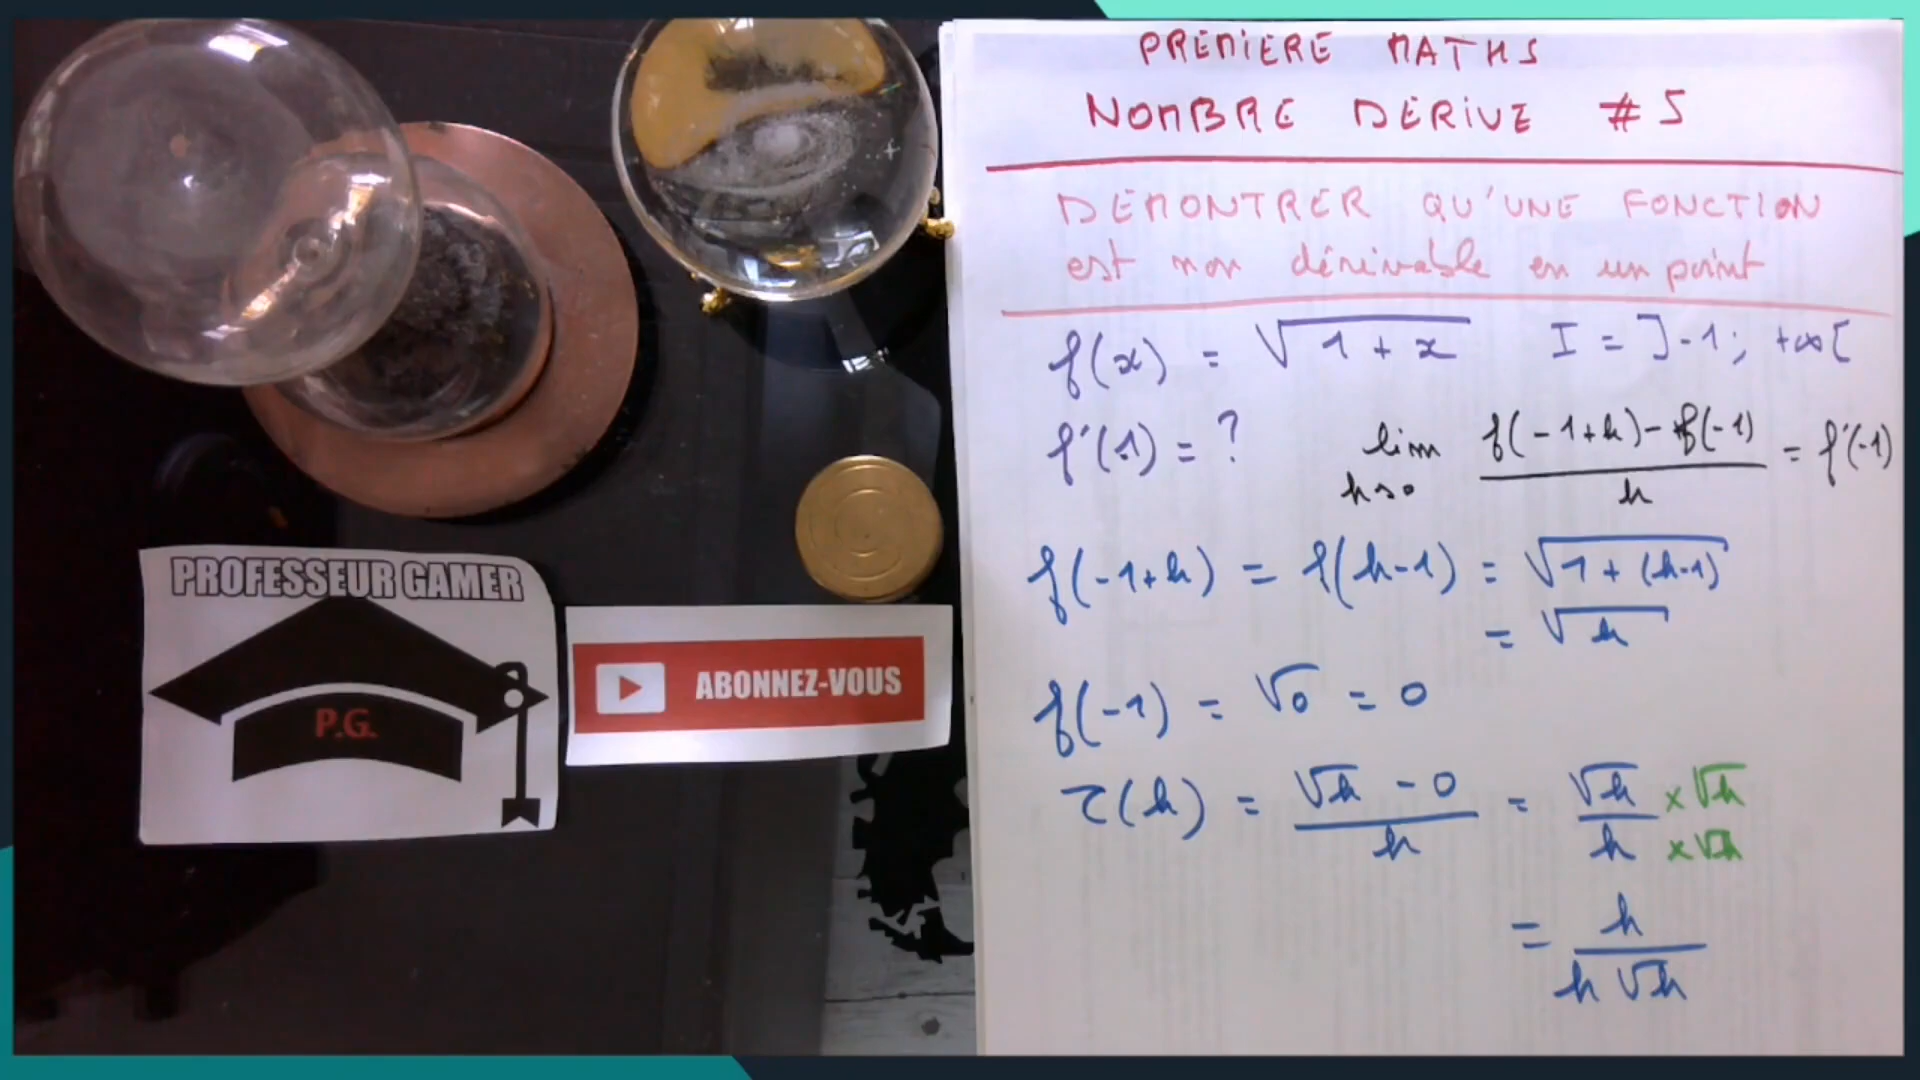 PREMIERE MATHS
NOMBRE DERIVE #5
DEMONTRER QU'UNE FONCTION
est non dérivable en un point
f(x) = √(1+x) I = ]-1; +∞[
f'(-1) = ? lim h→0 (f(-1+h)-f(-1))/h = f'(-1)
f(-1+h) = f(h-1) = √(1+(h-1))
= √h
f(-1) = √0 = 0
τ(h) = (√h - 0)/h = √h/h ×√h ×√h
= h/(h√h)
PROFESSEUR GAMER
P.G.
ABONNEZ-VOUS